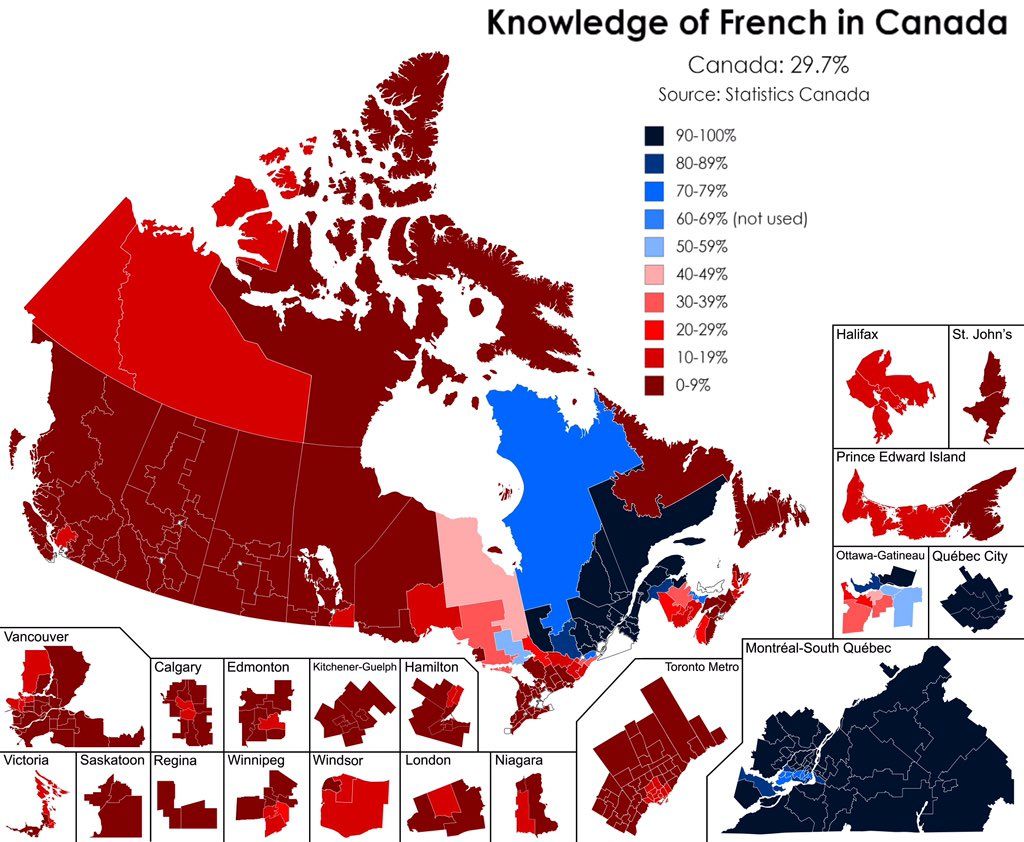 Knowledge of French in Canada
Canada: 29.7%
Source: Statistics Canada
90-100%
80-89%
70-79%
60-69% (not used)
50-59%
40-49%
30-39%
20-29%
10-19%
0-9%
Halifax
St. John's
Prince Edward Island
Ottawa-Gatineau
Québec City
Vancouver
Calgary
Edmonton
Kitchener-Guelph
Hamilton
Toronto Metro
Montréal-South Québec
Victoria
Saskatoon
Regina
Winnipeg
Windsor
London
Niagara